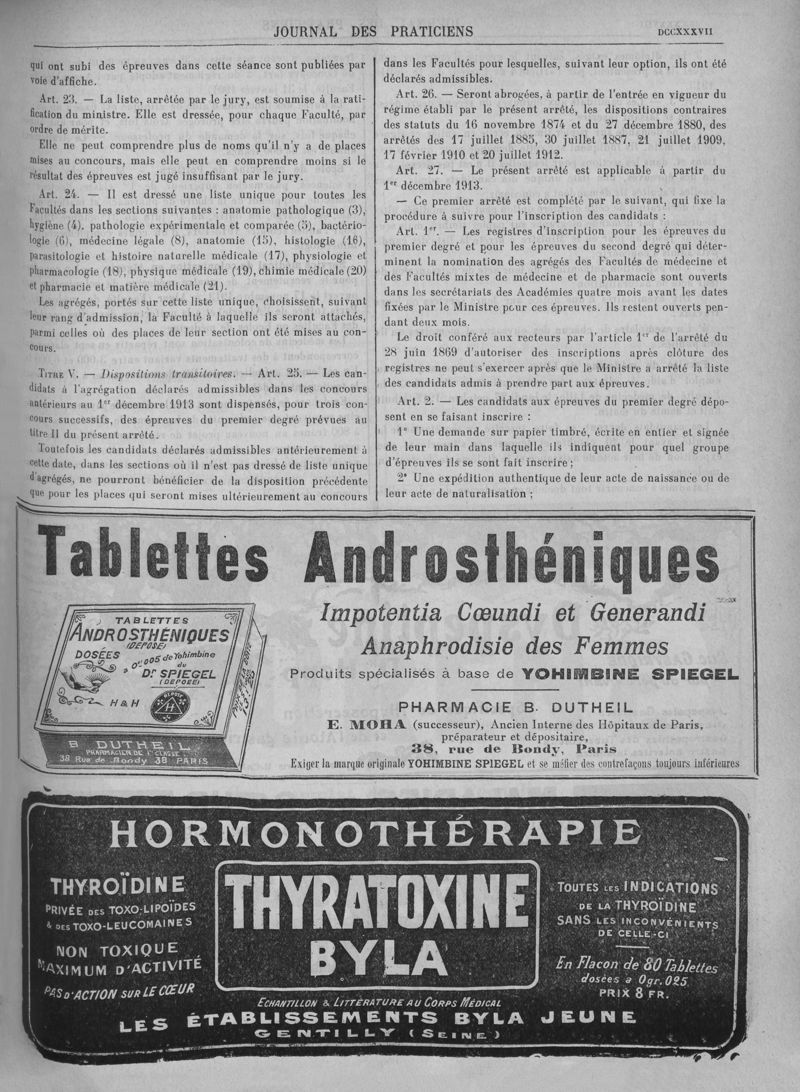 JOURNAL DES PRATICIENS
DCCXXXVII
qui ont subi des épreuves dans cette séance sont publiées par
voie d'affiche.
Art. 23. — La liste, arrêtée par le jury, est soumise à la rati-
fication du ministre. Elle est dressée, pour chaque Faculté, par
ordre de mérite.
Elle ne peut comprendre plus de noms qu'il n'y a de places
mises au concours, mais elle peut en comprendre moins si le
résultat des épreuves est jugé insuffisant par le jury.
Art. 24. — Il est dressé une liste unique pour toutes les
Facultés dans les sections suivantes : anatomie pathologique (3),
hygiène (4), pathologie expérimentale et comparée (5), bactério-
logie (6), médecine légale (8), anatomie (15), histologie (16),
parasitologie et histoire naturelle médicale (17), physiologie et
pharmacologie (18), physique médicale (19), chimie médicale (20)
et pharmacie et matière médicale (21).
Les agrégés, portés sur cette liste unique, choisissent, suivant
leur rang d'admission, la Faculté à laquelle ils seront attachés,
parmi celles où des places de leur section ont été mises au con-
cours.
TITRE V. — Dispositions transitoires. — Art. 25. — Les can-
didats à l'agrégation déclarés admissibles dans les concours
antérieurs au 1er décembre 1913 sont dispensés, pour trois con-
cours successifs, des épreuves du premier degré prévues au
titre II du présent arrêté.
Toutefois les candidats déclarés admissibles antérieurement à
cette date, dans les sections où il n'est pas dressé de liste unique
d'agrégés, ne pourront bénéficier de la disposition précédente
que pour les places qui seront mises ultérieurement au concours
dans les Facultés pour lesquelles, suivant leur option, ils ont été
déclarés admissibles.
Art. 26. — Seront abrogées, à partir de l'entrée en vigueur du
régime établi par le présent arrêté, les dispositions contraires
des statuts du 16 novembre 1874 et du 27 décembre 1880, des
arrêtés des 17 juillet 1885, 30 juillet 1887, 21 juillet 1909,
17 février 1910 et 20 juillet 1912.
Art. 27. — Le présent arrêté est applicable à partir du
1er décembre 1913.
— Ce premier arrêté est complété par le suivant, qui fixe la
procédure à suivre pour l'inscription des candidats :
Art. 1er. — Les registres d'inscription pour les épreuves du
premier degré et pour les épreuves du second degré qui déter-
minent la nomination des agrégés des Facultés de médecine et
des Facultés mixtes de médecine et de pharmacie sont ouverts
dans les secrétariats des Académies quatre mois avant les dates
fixées par le Ministre pour ces épreuves. Ils restent ouverts pen-
dant deux mois.
Le droit conféré aux recteurs par l'article 1er de l'arrêté du
28 juin 1869 d'autoriser des inscriptions après clôture des
registres ne peut s'exercer après que le Ministre a arrêté la liste
des candidats admis à prendre part aux épreuves.
Art. 2. — Les candidats aux épreuves du premier degré dépo-
sent en se faisant inscrire :
1° Une demande sur papier timbré, écrite en entier et signée
de leur main dans laquelle ils indiquent pour quel groupe
d'épreuves ils se sont fait inscrire ;
2° Une expédition authentique de leur acte de naissance ou de
leur acte de naturalisation ;
Tablettes Androsthéniques
TABLETTES
ANDROSTHÉNIQUES
(DÉPOSÉ)
DOSÉES
à
0gr005 de Yohimbine
du
Dr SPIEGEL
(DÉPOSÉE)
H & H
B DUTHEIL
PHARMACIEN DE 1re CLASSE
38 Rue de Bondy 38 PARIS
Impotentia Cœundi et Generandi
Anaphrodisie des Femmes
Produits spécialisés à base de YOHIMBINE SPIEGEL
PHARMACIE B. DUTHEIL
E. MOHA (successeur), Ancien Interne des Hôpitaux de Paris,
préparateur et dépositaire,
38, rue de Bondy, Paris
Exiger la marque originale YOHIMBINE SPIEGEL et se méfier des contrefaçons toujours inférieures
HORMONOTHÉRAPIE
THYROÏDINE
PRIVÉE DES TOXO-LIPOÏDES
& DES TOXO-LEUCOMAINES
NON TOXIQUE
MAXIMUM D'ACTIVITÉ
PAS D'ACTION SUR LE CŒUR
THYRATOXINE
BYLA
TOUTES LES INDICATIONS
DE LA THYROÏDINE
SANS LES INCONVÉNIENTS
DE CELLE-CI
En Flacon de 80 Tablettes
dosées à 0gr.025
PRIX 8 FR.
ECHANTILLON & LITTÉRATURE AU CORPS MÉDICAL
LES ÉTABLISSEMENTS BYLA JEUNE
GENTILLY (SEINE)